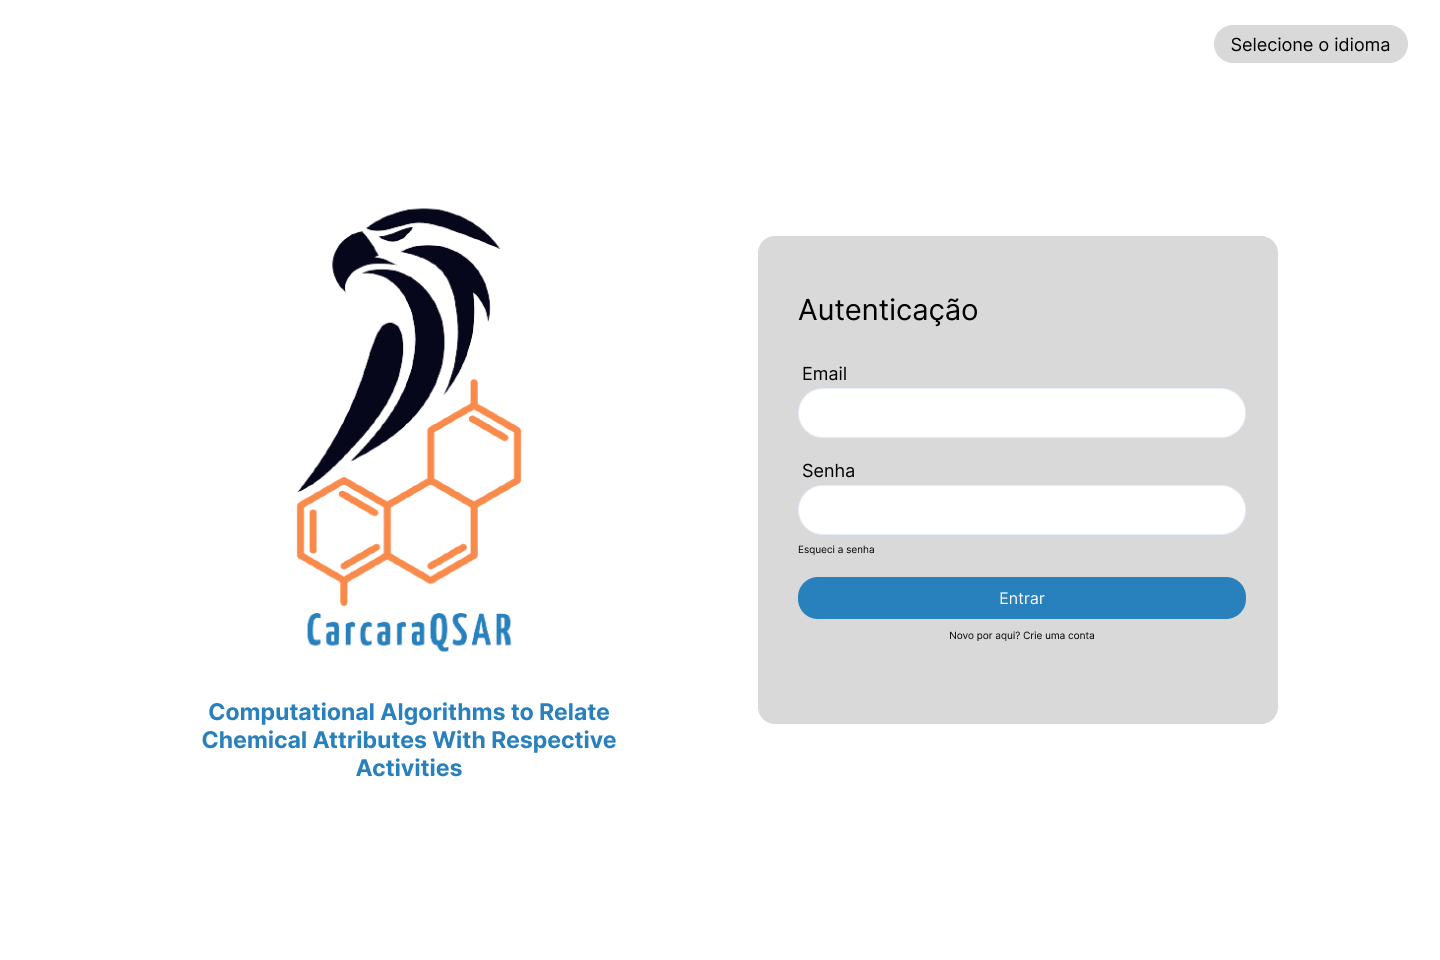 Selecione o idioma
CarcaraQSAR
Computational Algorithms to Relate
Chemical Attributes With Respective
Activities
Autenticação
Email
Senha
Esqueci a senha
Entrar
Novo por aqui? Crie uma conta